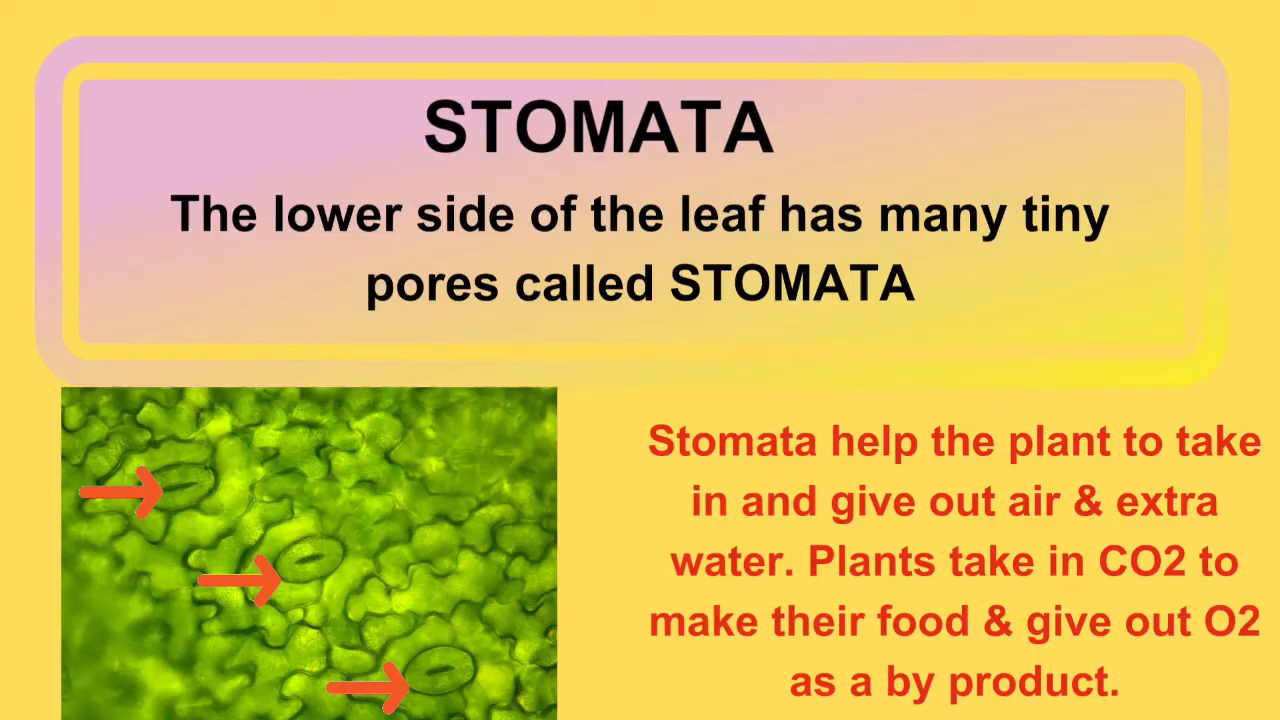 STOMATA
The lower side of the leaf has many tiny
pores called STOMATA
Stomata help the plant to take
in and give out air & extra
water. Plants take in CO2 to
make their food & give out O2
as a by product.